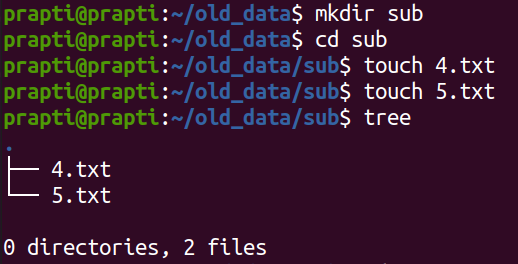 prapti@prapti:~/old_data$ mkdir sub
prapti@prapti:~/old_data$ cd sub
prapti@prapti:~/old_data/sub$ touch 4.txt
prapti@prapti:~/old_data/sub$ touch 5.txt
prapti@prapti:~/old_data/sub$ tree
.
├── 4.txt
└── 5.txt
0 directories, 2 files